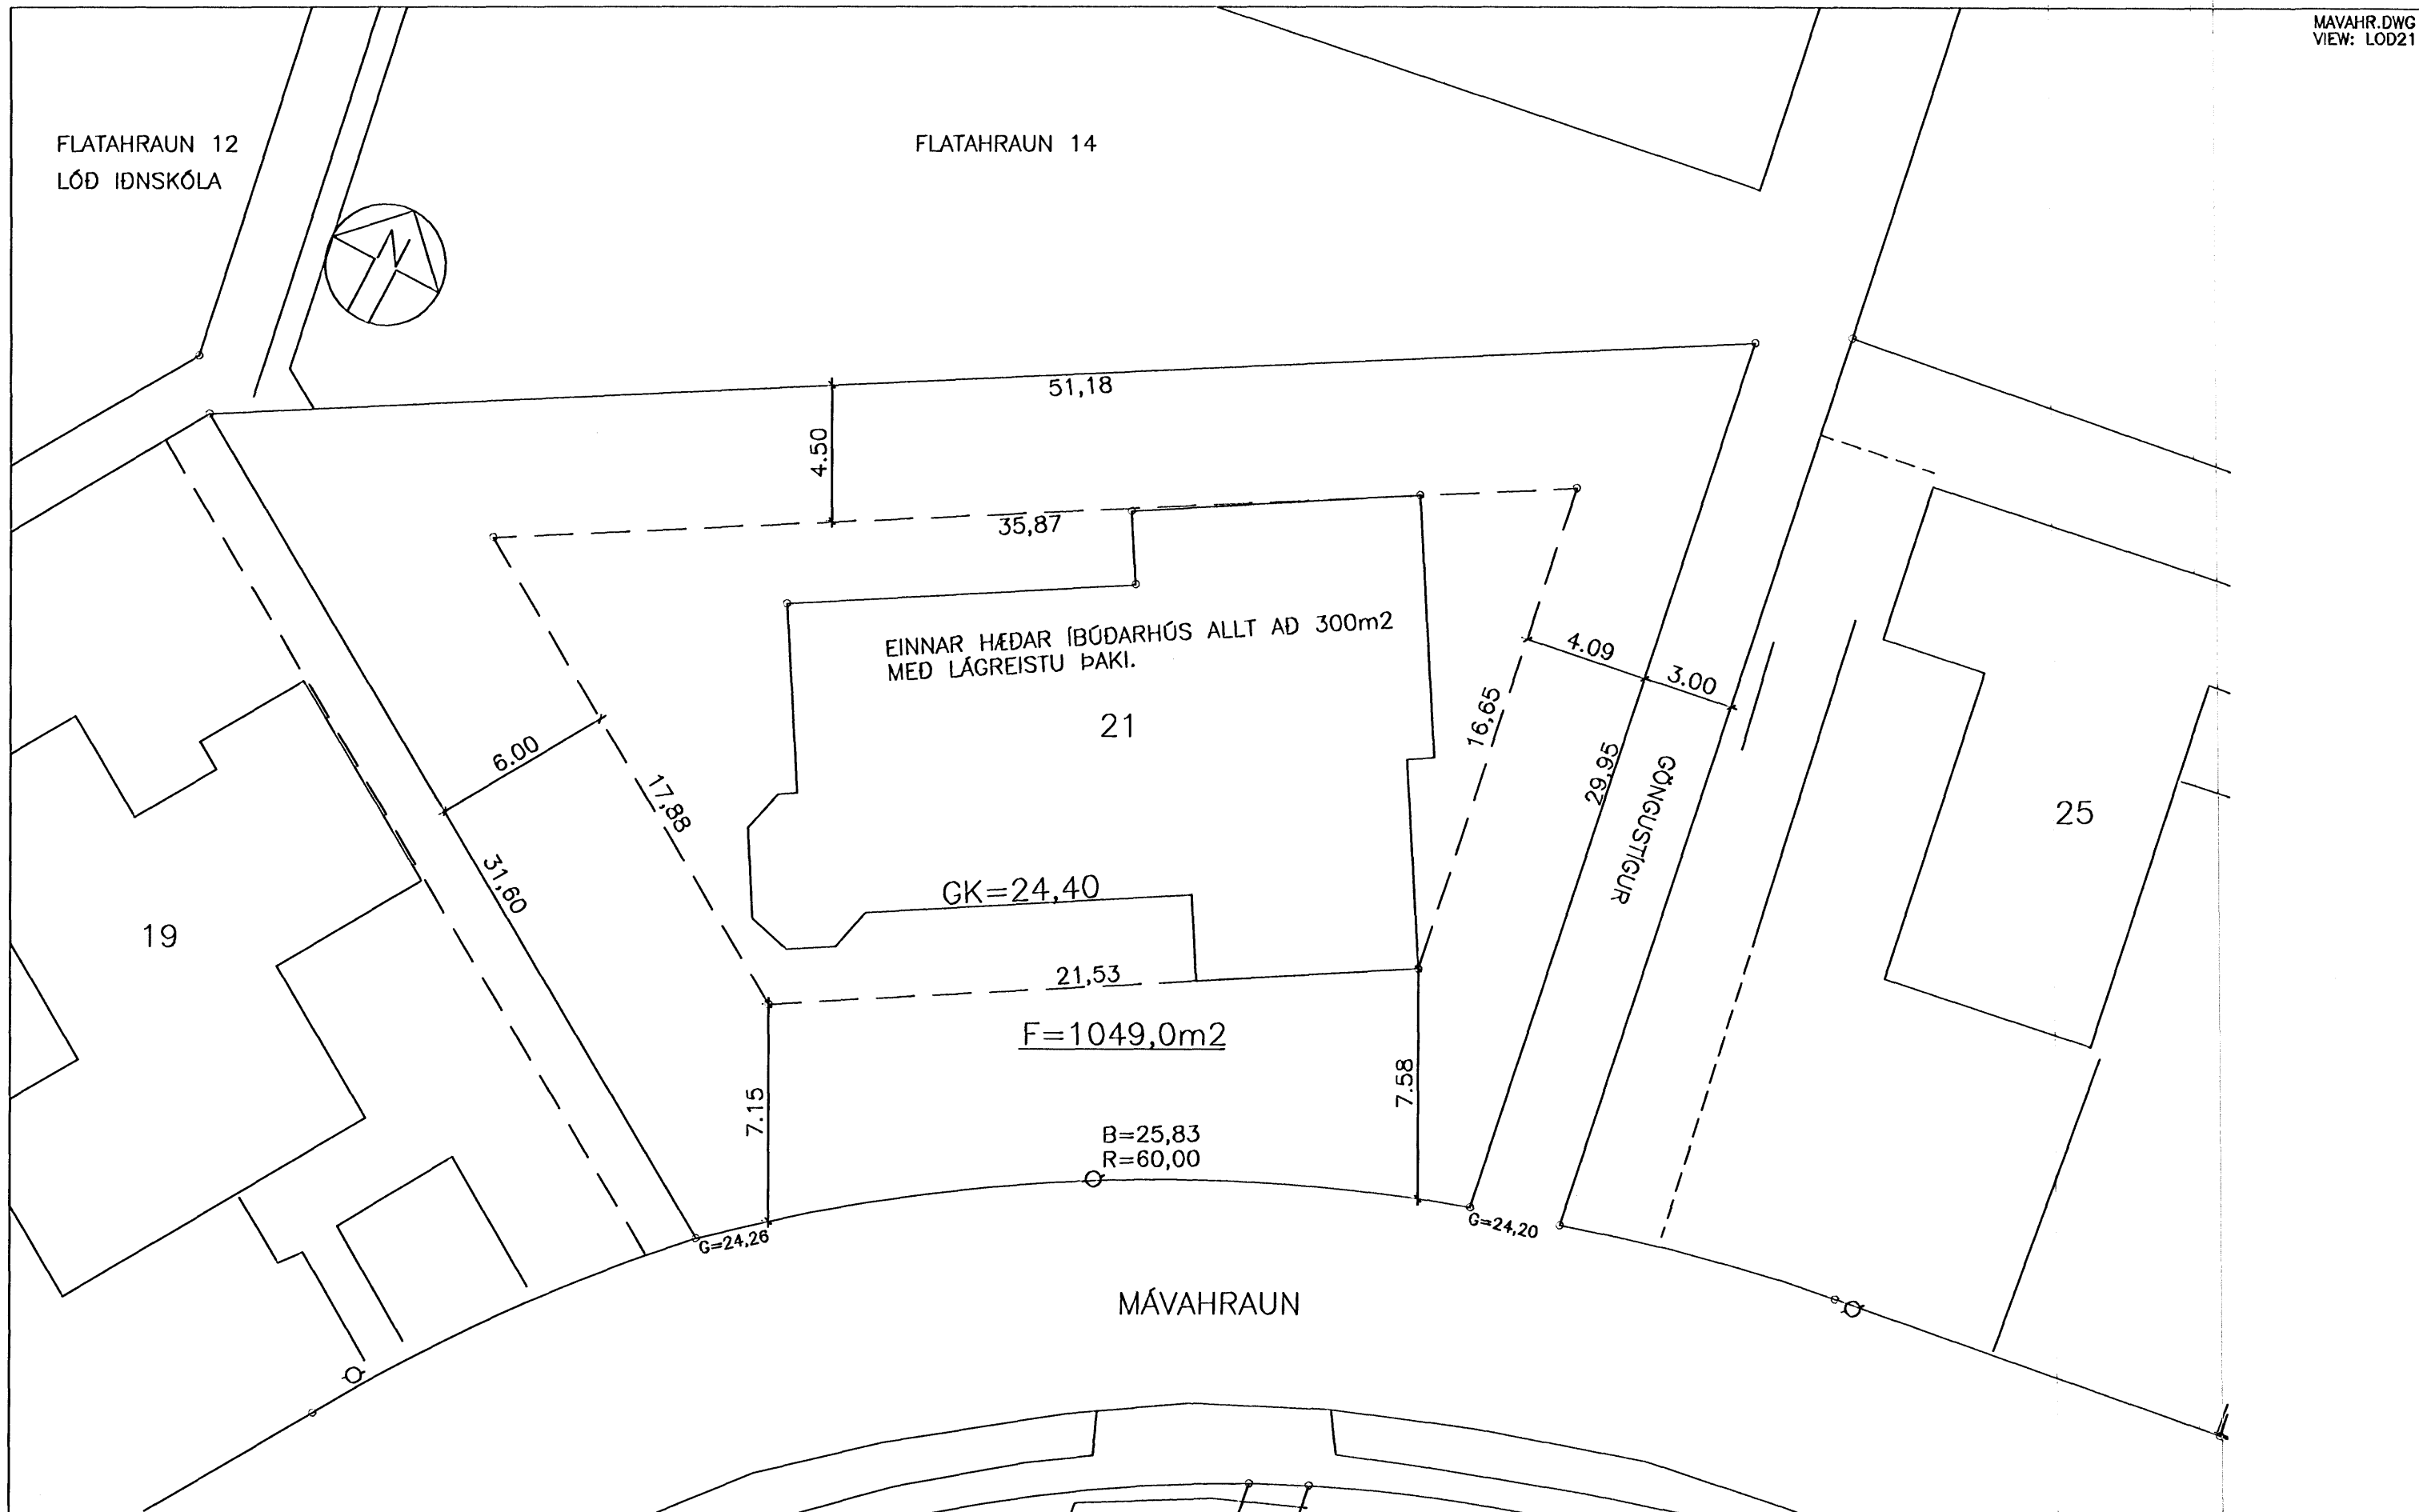 MAVAHR.DWG
VIEW: LOD21
FLATAHRAUN 12
LÓÐ IÐNSKÓLA
FLATAHRAUN 14
N
51,18
4.50
35,87
EINNAR HÆÐAR ÍBÚÐARHÚS ALLT AÐ 300m2
MEÐ LÁGREISTU ÞAKI.
21
4.09
3.00
16,65
6.00
17,88
29,95
GÖNGUSTÍGUR
25
31,60
GK=24,40
19
21,53
F=1049,0m2
7.15
7.58
B=25,83
R=60,00
G=24,26
G=24,20
MÁVAHRAUN